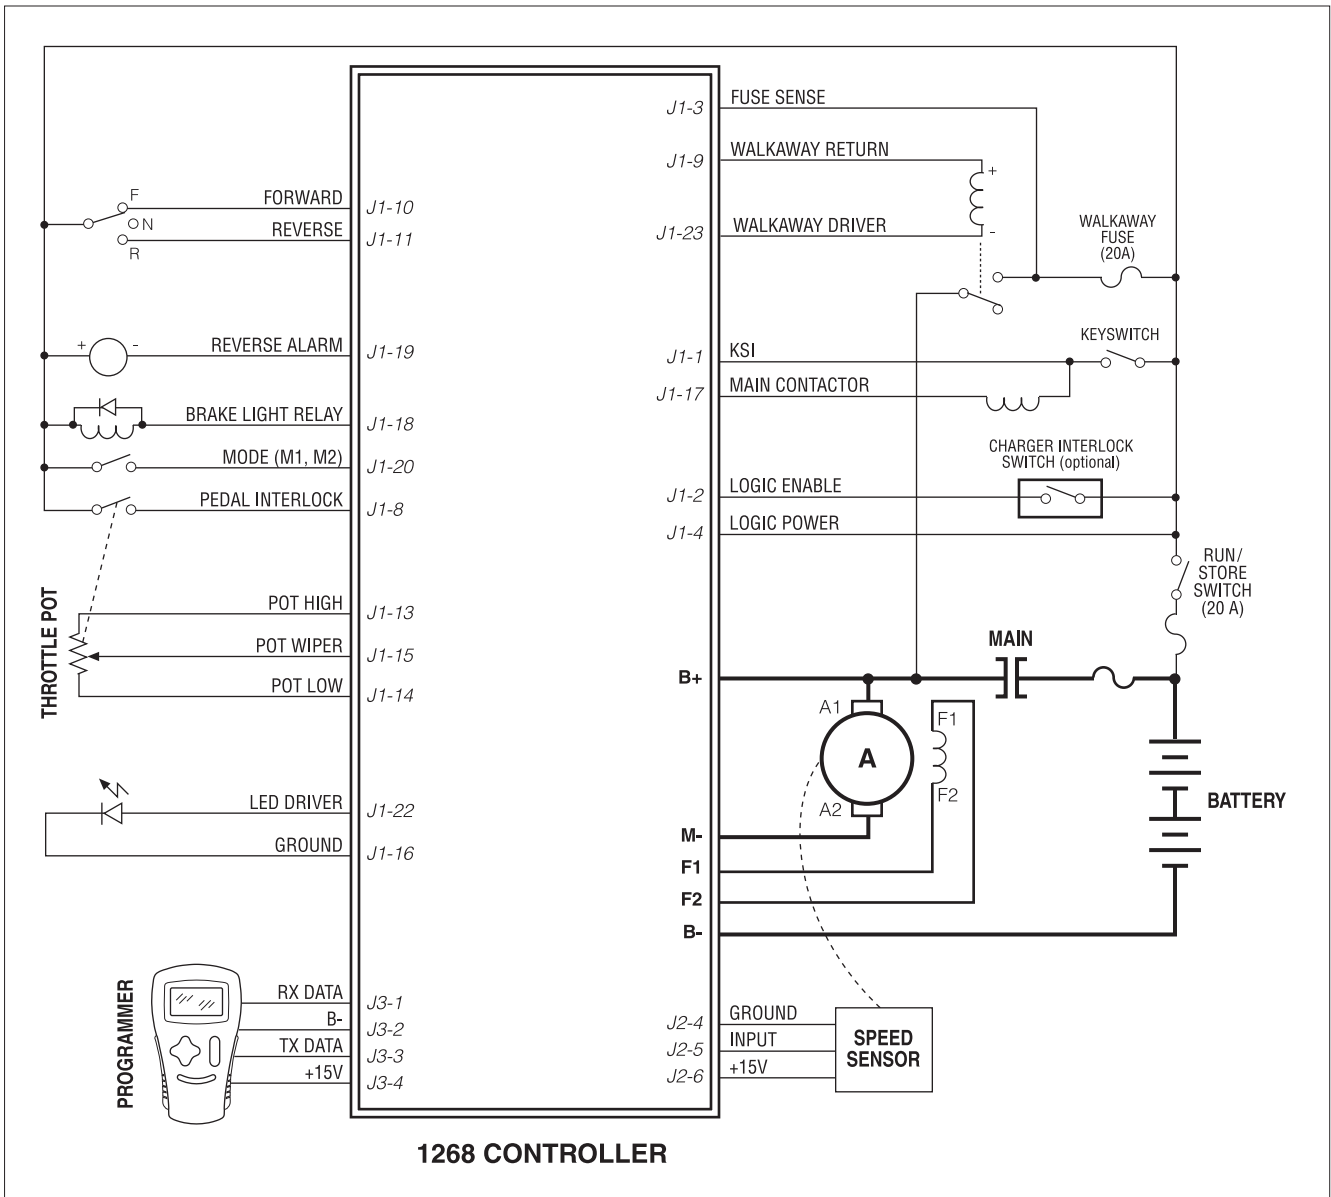 J1-3 FUSE SENSE
J1-9 WALKAWAY RETURN
+
J1-23 WALKAWAY DRIVER
-
WALKAWAY
FUSE
(20A)
F
N
R
FORWARD J1-10
REVERSE J1-11
+ - REVERSE ALARM J1-19
BRAKE LIGHT RELAY J1-18
MODE (M1, M2) J1-20
PEDAL INTERLOCK J1-8
J1-1 KSI
KEYSWITCH
J1-17 MAIN CONTACTOR
CHARGER INTERLOCK
SWITCH (optional)
J1-2 LOGIC ENABLE
J1-4 LOGIC POWER
RUN/
STORE
SWITCH
(20 A)
THROTTLE POT
POT HIGH J1-13
POT WIPER J1-15
POT LOW J1-14
MAIN
B+
A1
A
A2
F1
F2
BATTERY
M-
F1
F2
B-
LED DRIVER J1-22
GROUND J1-16
PROGRAMMER
RX DATA J3-1
B- J3-2
TX DATA J3-3
+15V J3-4
J2-4 GROUND
J2-5 INPUT
J2-6 +15V
SPEED
SENSOR
1268 CONTROLLER